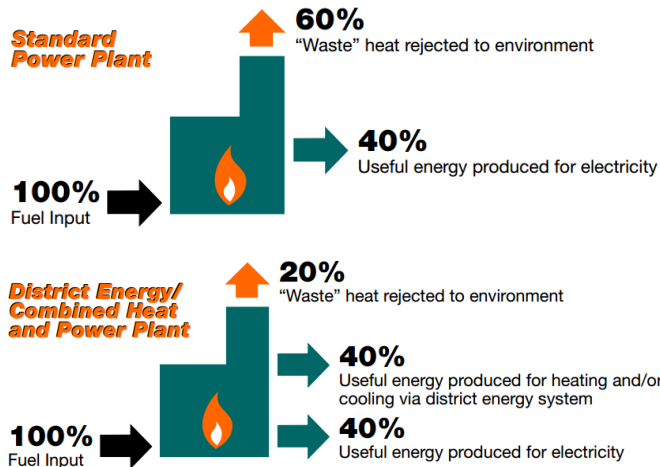 Standard
Power Plant
60%
“Waste” heat rejected to environment
40%
Useful energy produced for electricity
100%
Fuel Input
District Energy/
Combined Heat
and Power Plant
20%
“Waste” heat rejected to environment
40%
Useful energy produced for heating and/or
cooling via district energy system
40%
Useful energy produced for electricity
100%
Fuel Input